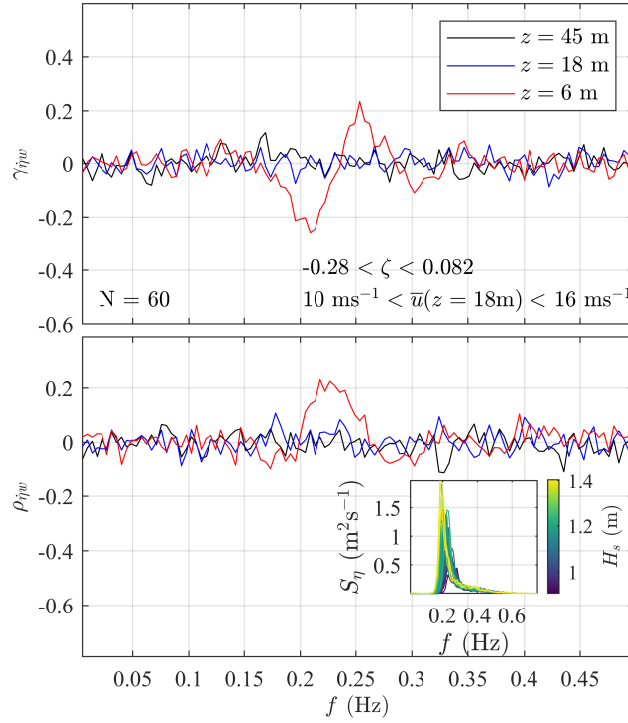 0.4
0.2
0
-0.2
-0.4
-0.6
γ_η̇w
z = 45 m
z = 18 m
z = 6 m
-0.28 < ζ < 0.082
N = 60
10 ms⁻¹ < u̅(z = 18m) < 16 ms⁻¹
0.2
0
-0.2
-0.4
-0.6
ρ_η̇w
1.5
1
0.5
S_η (m²s⁻¹)
0.2 0.4 0.6
f (Hz)
1.4
1.2
1
H_s (m)
0.05 0.1 0.15 0.2 0.25 0.3 0.35 0.4 0.45
f (Hz)